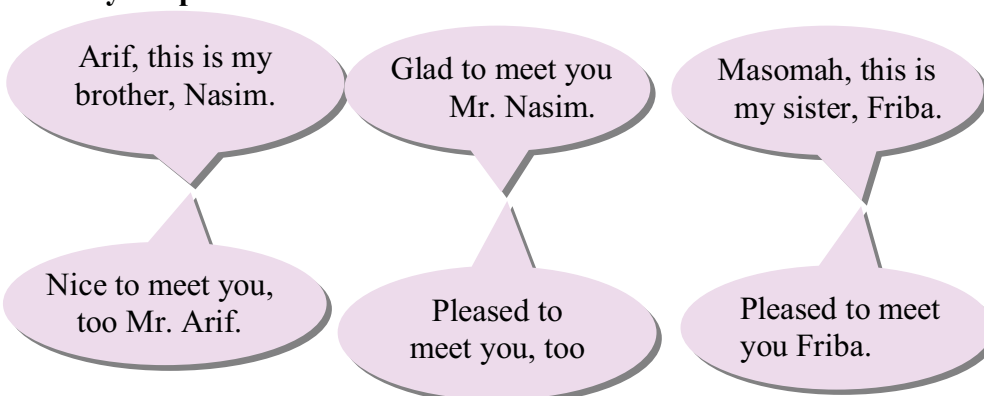 Arif, this is my
brother, Nasim.
Glad to meet you
Mr. Nasim.
Masomah, this is
my sister, Friba.
Nice to meet you,
too Mr. Arif.
Pleased to
meet you, too
Pleased to meet
you Friba.